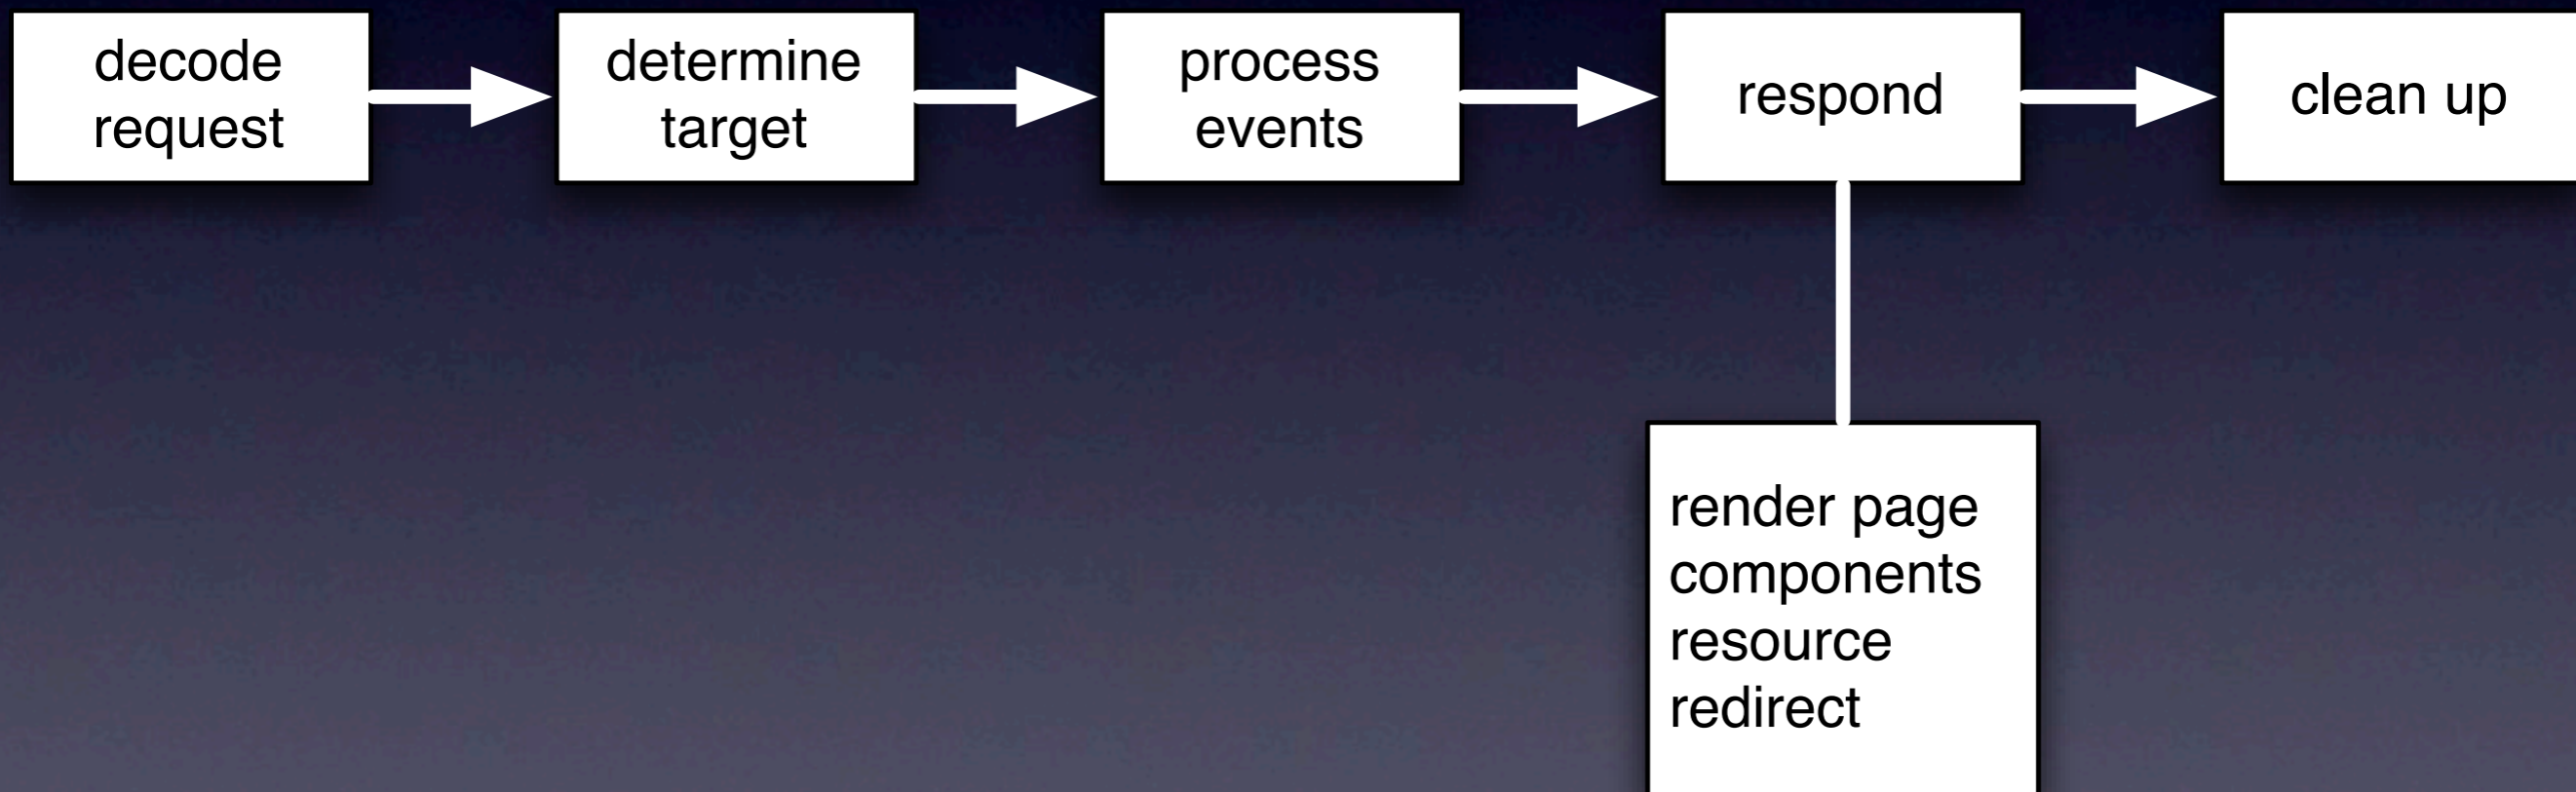 decode
request
determine
target
process
events
respond
clean up
render page
components
resource
redirect